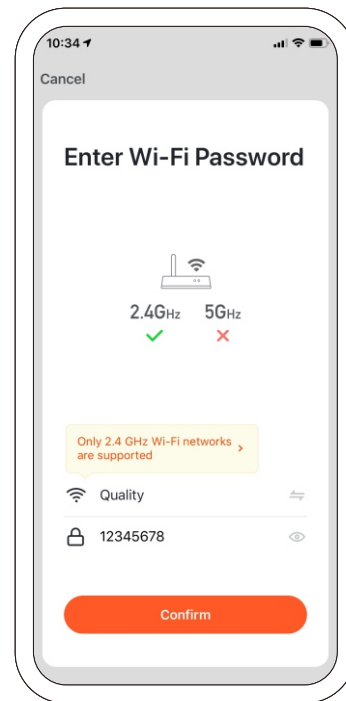 10:34
Cancel
Enter Wi-Fi Password
2.4GHz 5GHz
Only 2.4 GHz Wi-Fi networks
are supported
Quality
12345678
Confirm